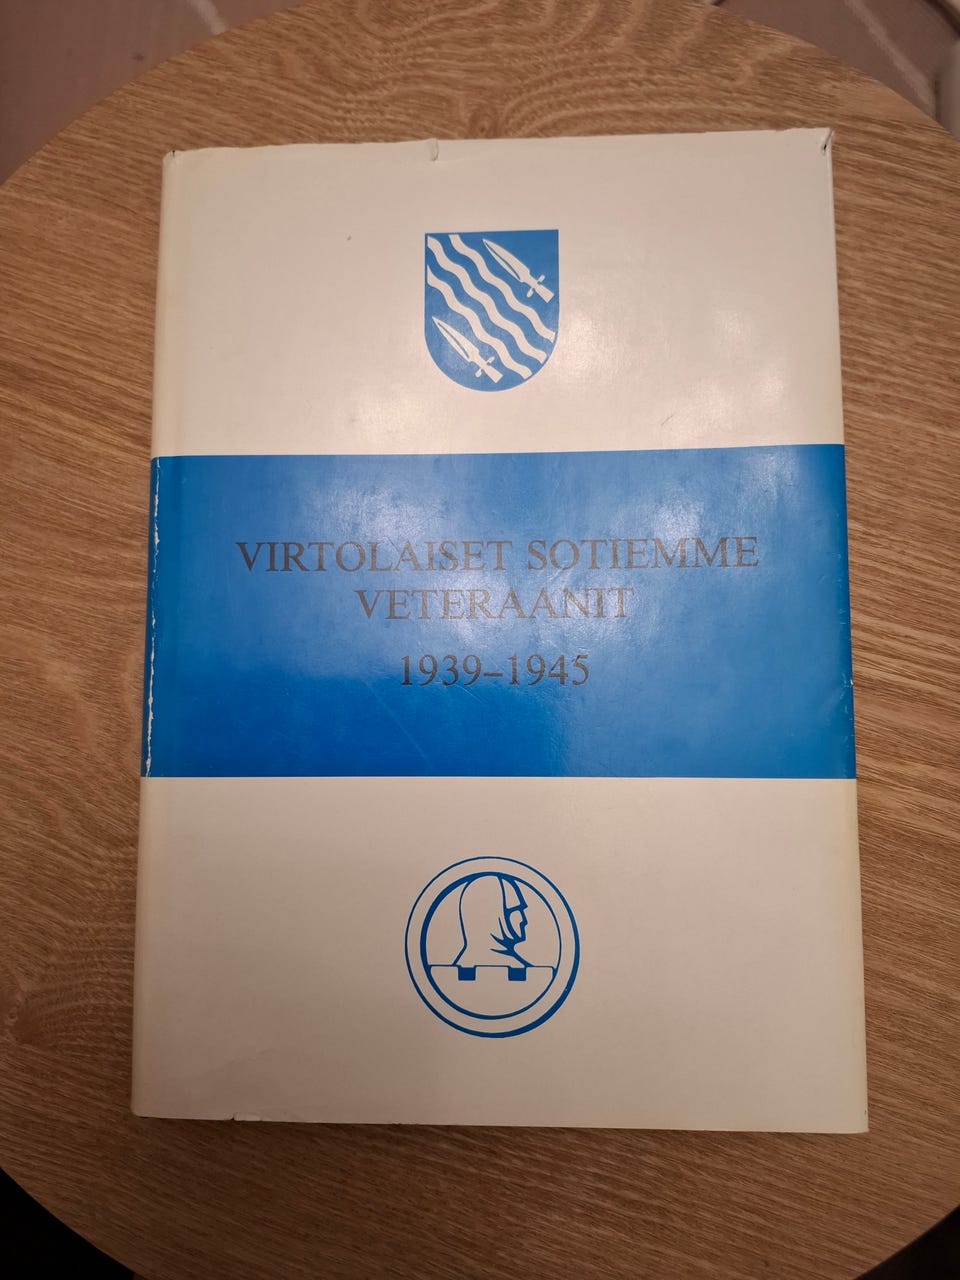 VIRTOLAISET SOTIEMME
VETERAANIT
1939–1945